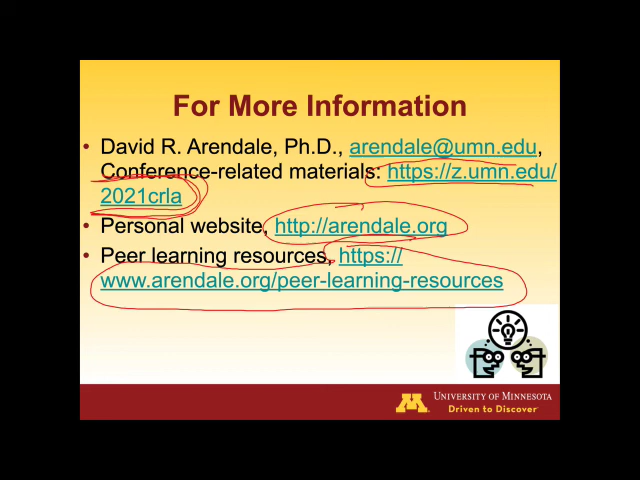 For More Information
• David R. Arendale, Ph.D., arendale@umn.edu,
Conference-related materials: https://z.umn.edu/
2021crla
• Personal website, http://arendale.org
• Peer learning resources, https://
www.arendale.org/peer-learning-resources
M
UNIVERSITY OF MINNESOTA
Driven to Discover